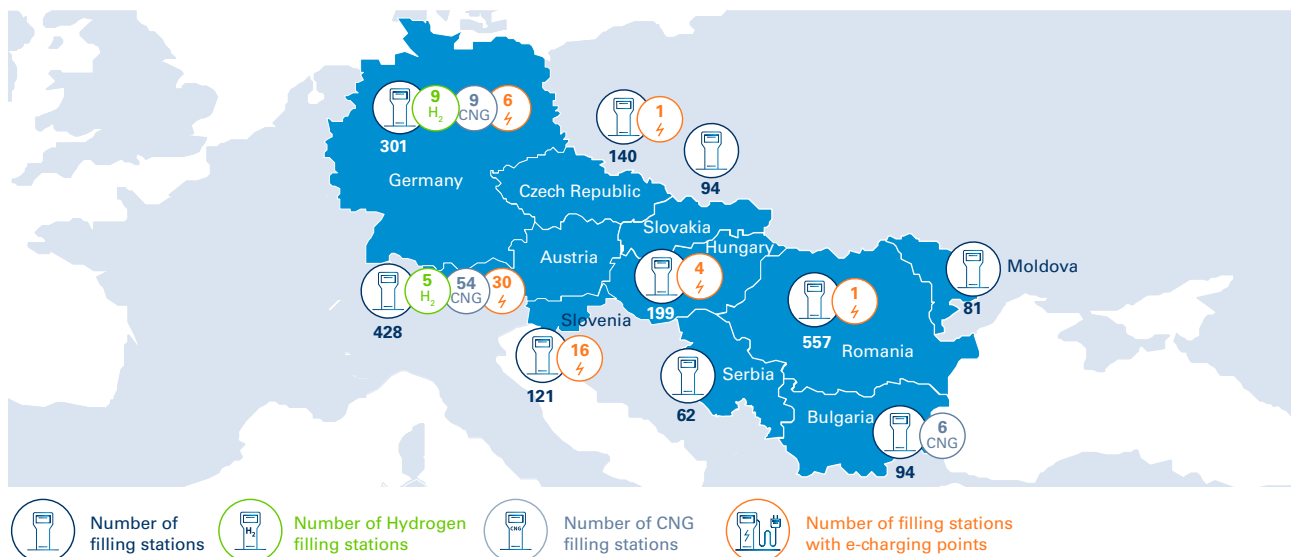 9
H₂
9
CNG
6
301
Germany
1
140
94
Czech Republic
Slovakia
Hungary
Austria
4
199
5
H₂
54
CNG
30
428
Slovenia
16
121
1
557
Romania
Moldova
81
Serbia
62
Bulgaria
6
CNG
94
Number of
filling stations
H₂
Number of Hydrogen
filling stations
CNG
Number of CNG
filling stations
Number of filling stations
with e-charging points